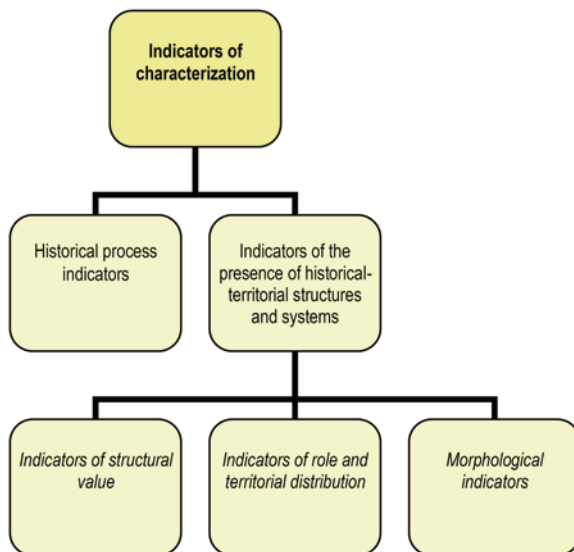 Indicators of
characterization
Historical process
indicators
Indicators of the
presence of historical-
territorial structures
and systems
Indicators of structural
value
Indicators of role and
territorial distribution
Morphological
indicators